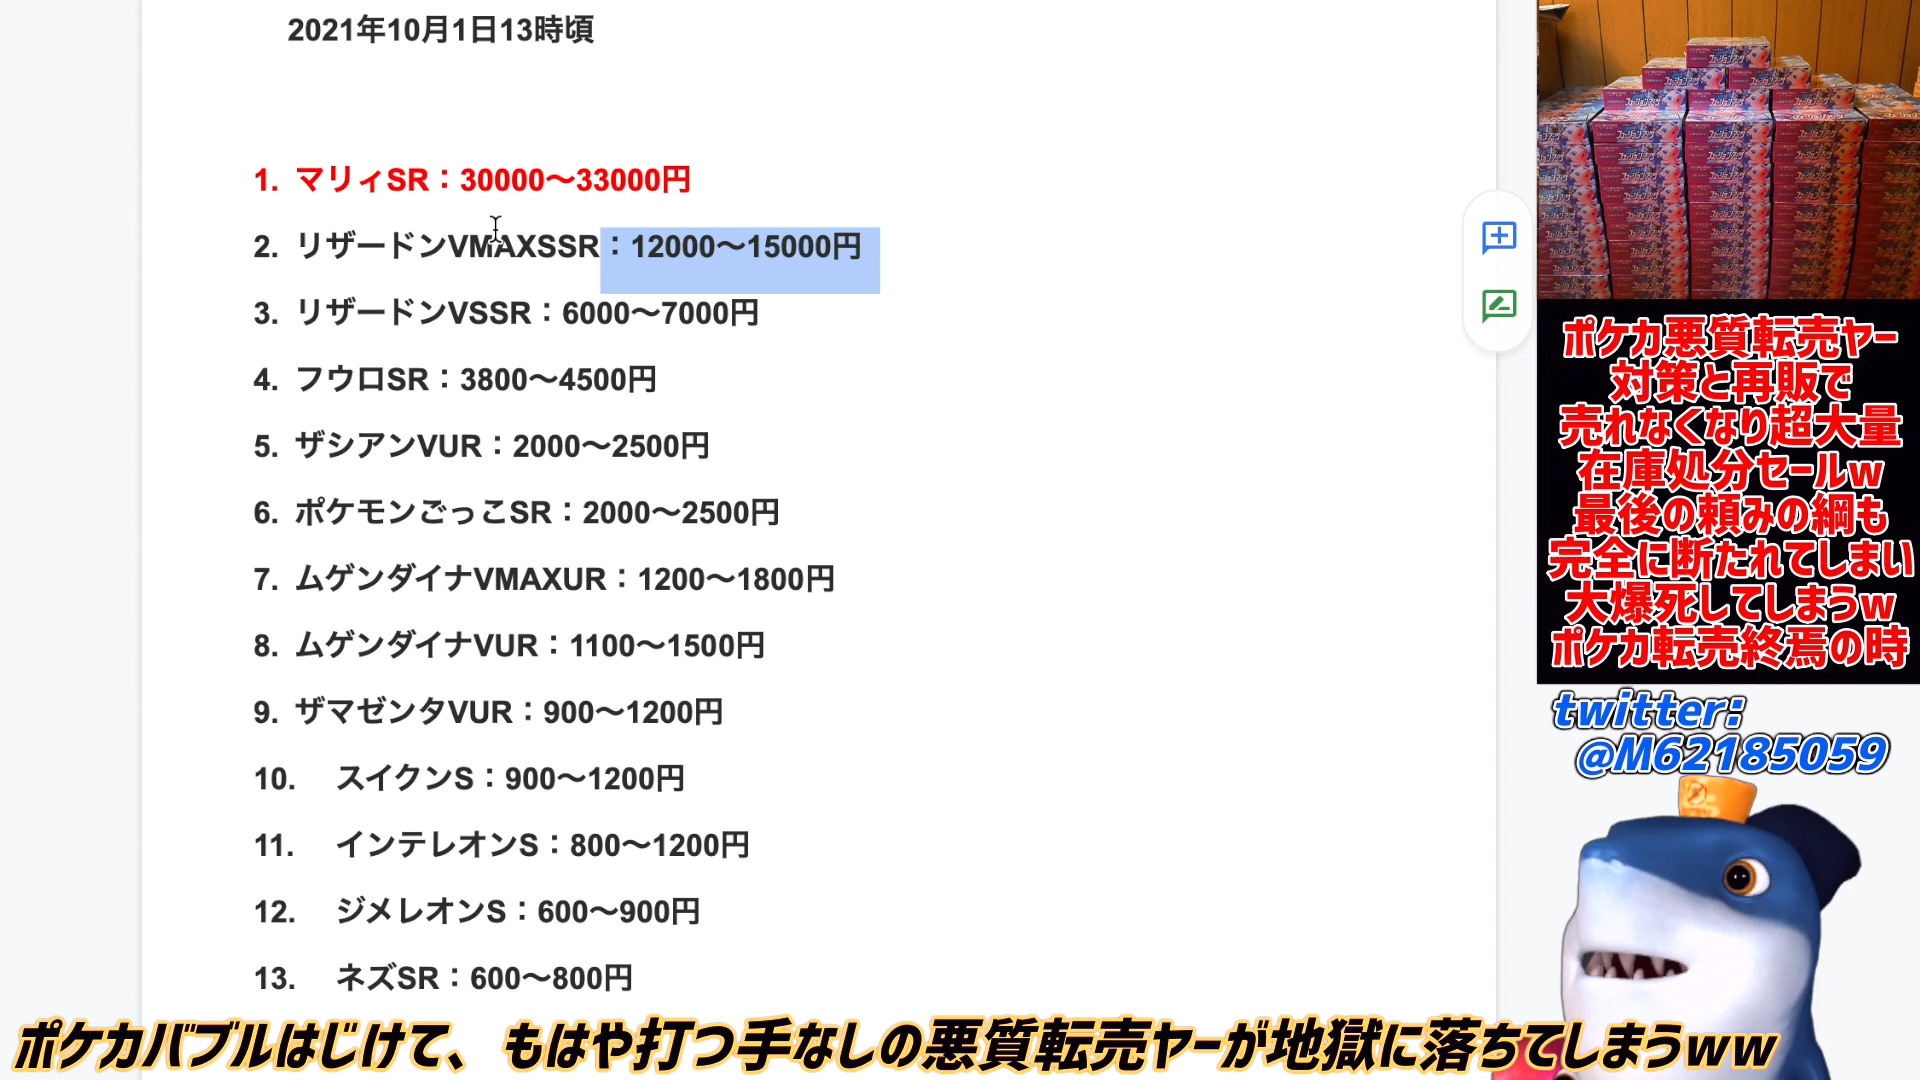 2021年10月1日13時頃
1. マリィSR：30000〜33000円
2. リザードンVMAXSSR：12000〜15000円
3. リザードンVSSR：6000〜7000円
4. フウロSR：3800〜4500円
5. ザシアンVUR：2000〜2500円
6. ポケモンごっこSR：2000〜2500円
7. ムゲンダイナVMAXUR：1200〜1800円
8. ムゲンダイナVUR：1100〜1500円
9. ザマゼンタVUR：900〜1200円
10. スイクンS：900〜1200円
11. インテレオンS：800〜1200円
12. ジメレオンS：600〜900円
13. ネズSR：600〜800円
フュージョンアーツ
ポケカ悪質転売ヤー
対策と再販で
売れなくなり超大量
在庫処分セールw
最後の頼みの綱も
完全に断たれてしまい
大爆死してしまうw
ポケカ転売終焉の時
twitter:
@M62185059
ポケカバブルはじけて、もはや打つ手なしの悪質転売ヤーが地獄に落ちてしまうww